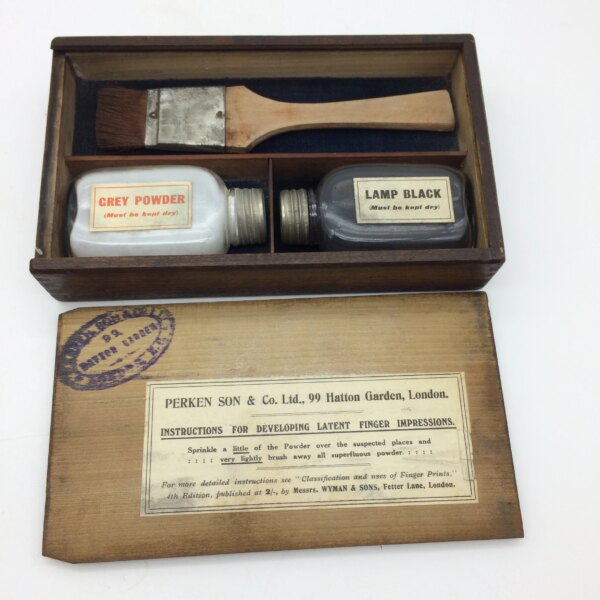 GREY POWDER
(Must be kept dry)
LAMP BLACK
(Must be kept dry)
99
HATTON GARDEN
PERKEN SON & Co. Ltd., 99 Hatton Garden, London.
INSTRUCTIONS FOR DEVELOPING LATENT FINGER IMPRESSIONS.
Sprinkle a little of the Powder over the suspected places and
: : : : very lightly brush away all superfluous powder. : : : :
For more detailed instructions see "Classification and uses of Finger Prints,"
4th Edition, published at 2/-, by Messrs. WYMAN & SONS, Fetter Lane, London.